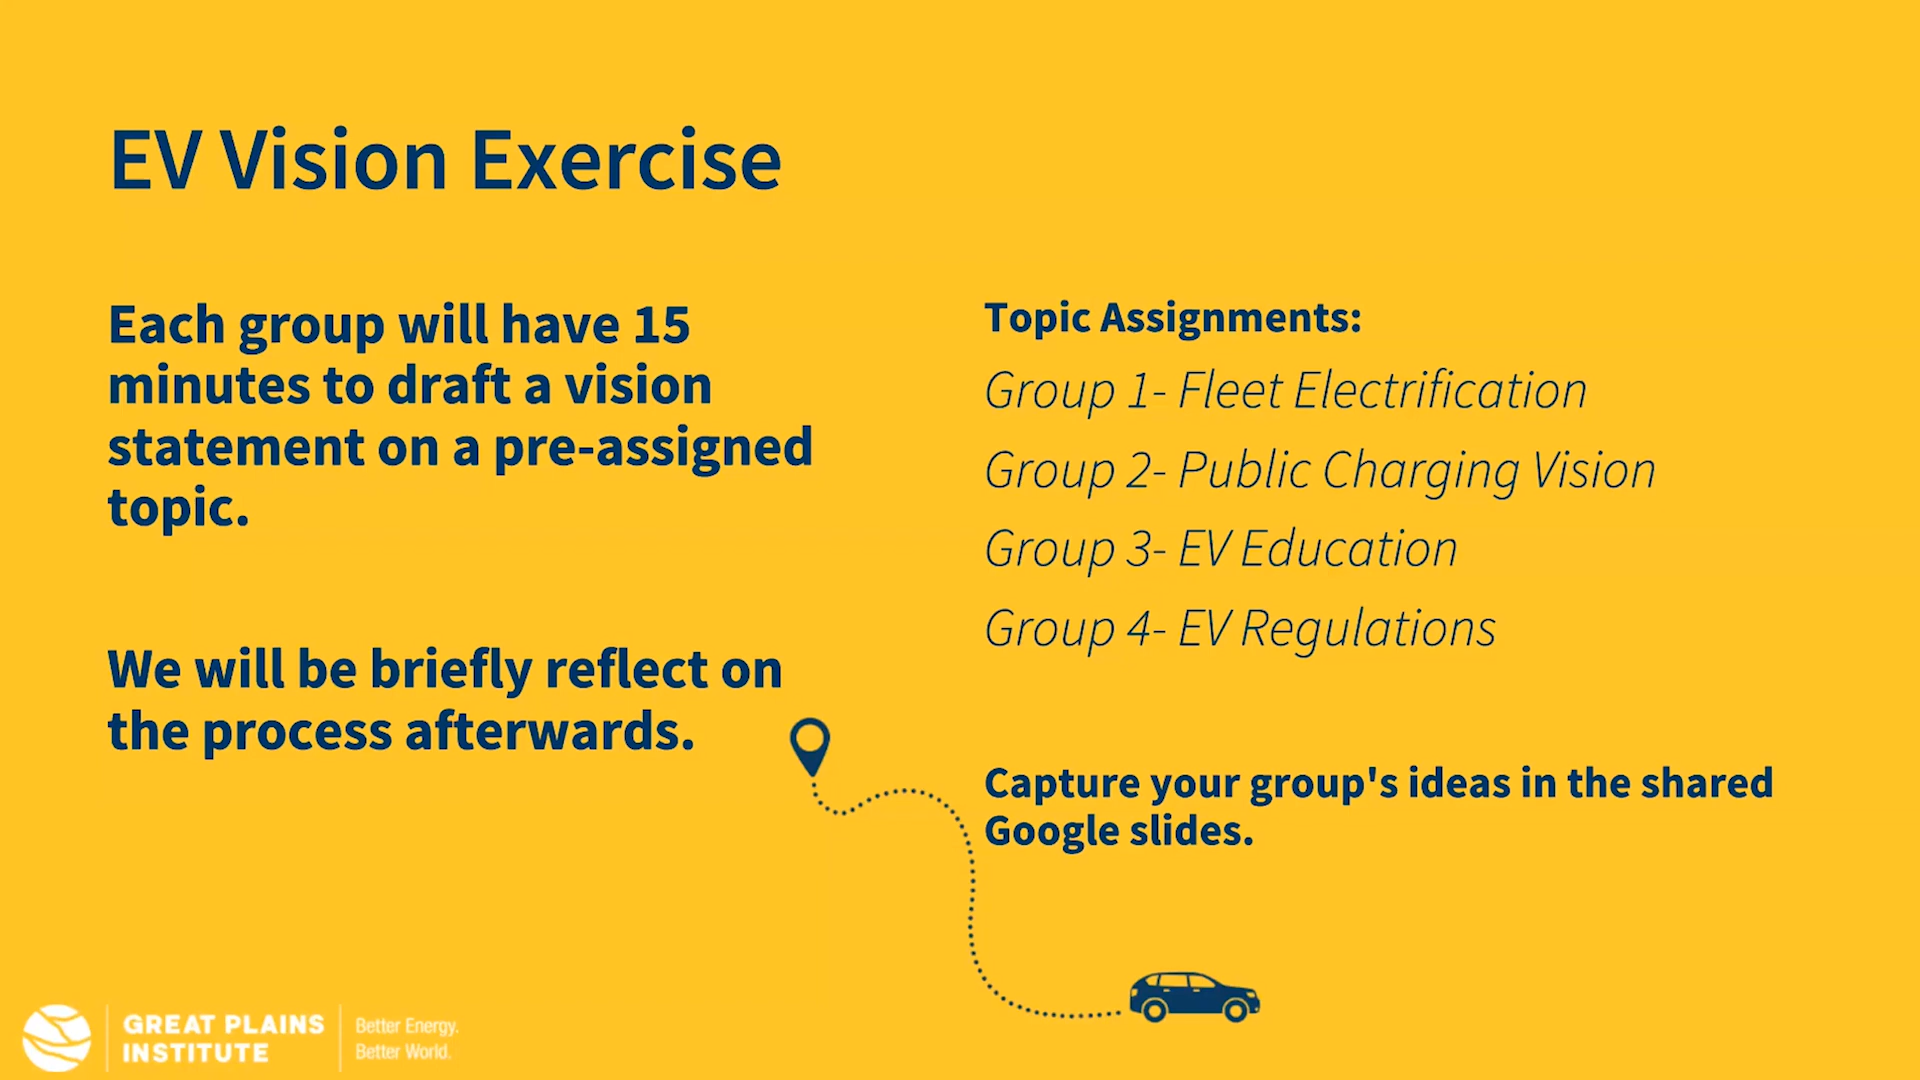 EV Vision Exercise
Each group will have 15
minutes to draft a vision
statement on a pre-assigned
topic.
We will be briefly reflect on
the process afterwards.
Topic Assignments:
Group 1- Fleet Electrification
Group 2- Public Charging Vision
Group 3- EV Education
Group 4- EV Regulations
Capture your group's ideas in the shared
Google slides.
GREAT PLAINS
INSTITUTE
Better Energy.
Better World.